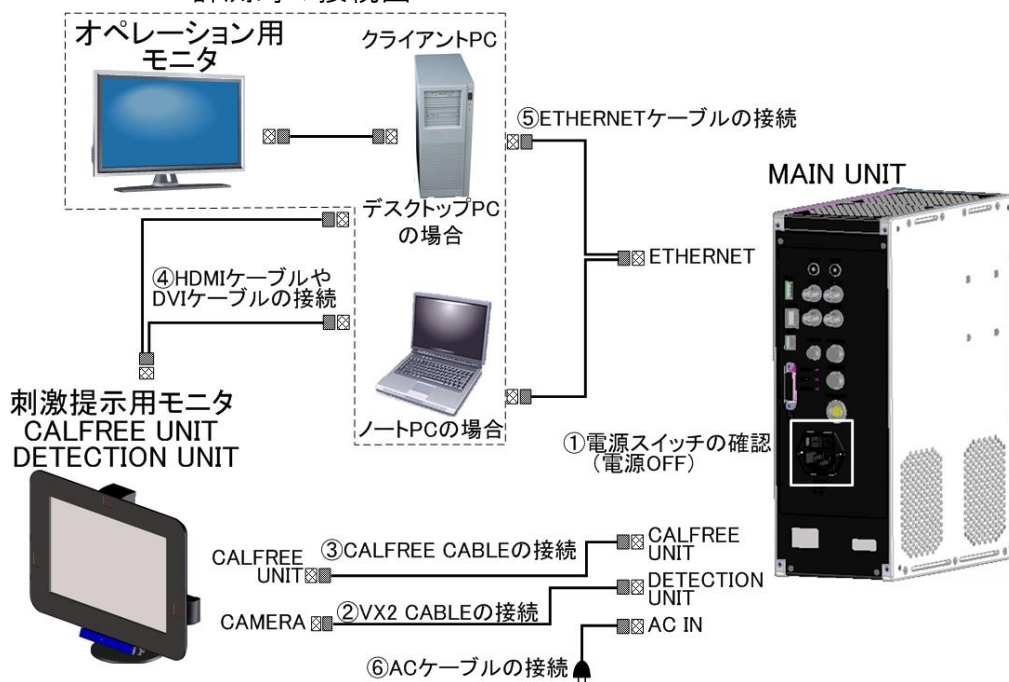 オペレーション用
モニタ
クライアントPC
⑤ETHERNETケーブルの接続
MAIN UNIT
デスクトップPC
の場合
ETHERNET
④HDMIケーブルや
DVIケーブルの接続
刺激提示用モニタ
CALFREE UNIT
DETECTION UNIT
ノートPCの場合
①電源スイッチの確認
(電源OFF)
CALFREE
UNIT
③CALFREE CABLEの接続
CALFREE
UNIT
CAMERA
②VX2 CABLEの接続
DETECTION
UNIT
AC IN
⑥ACケーブルの接続